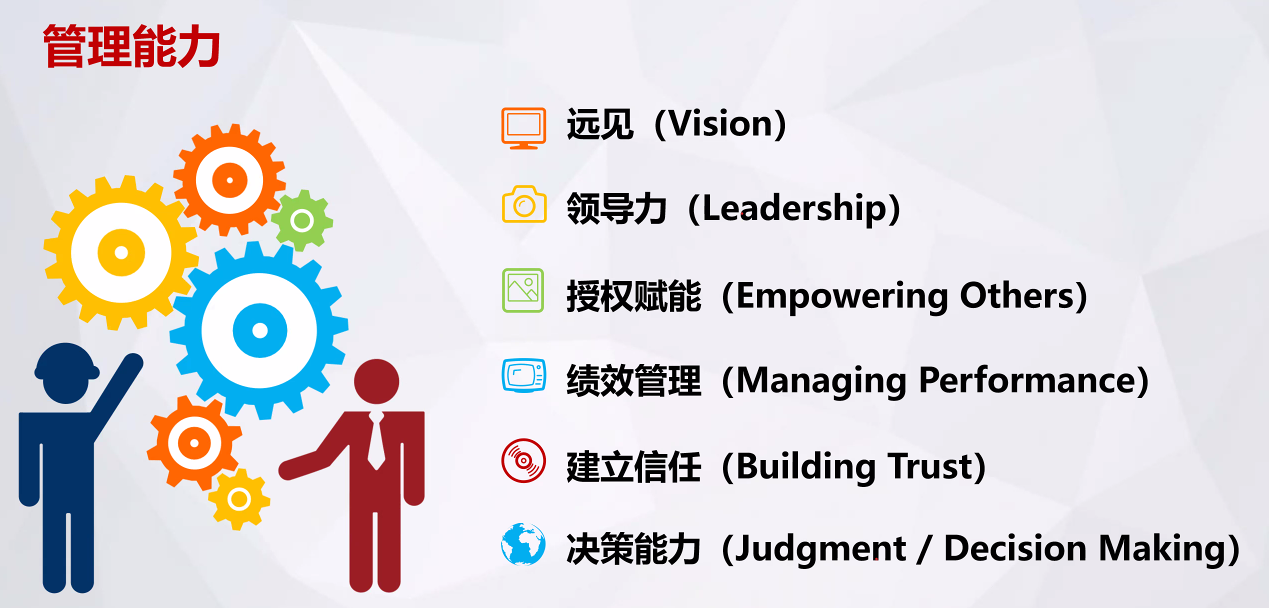 管理能力
远见（Vision）
领导力（Leadership）
授权赋能（Empowering Others）
绩效管理（Managing Performance）
建立信任（Building Trust）
决策能力（Judgment / Decision Making）